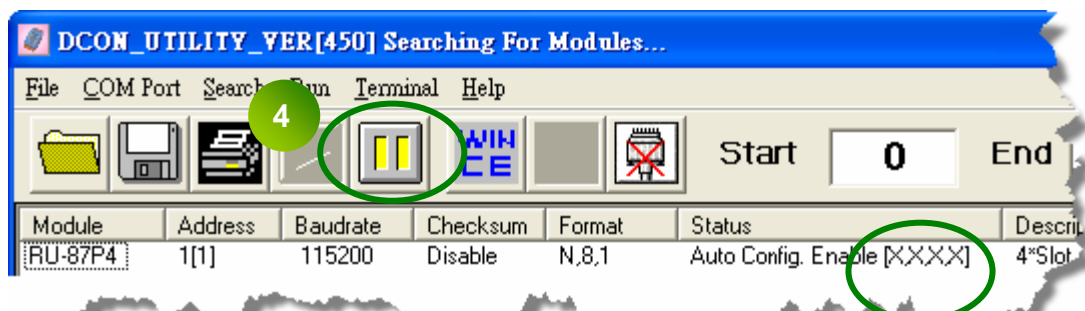 DCON_UTILITY_VER[450] Searching For Modules...
File COM Port Search Run Terminal Help
4
WIN CE Start 0 End
Module Address Baudrate Checksum Format Status
RU-87P4 1[1] 115200 Disable N,8,1 Auto Config. Enable [XXXX] 4*Slot